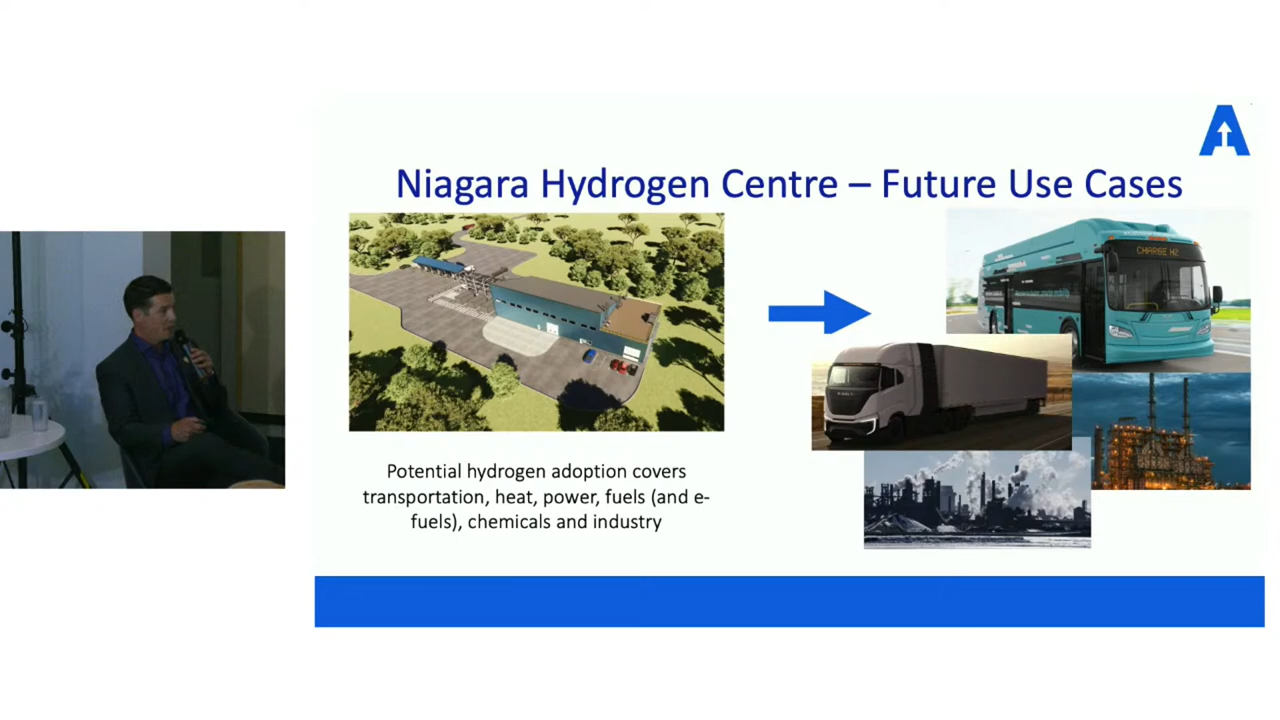 Niagara Hydrogen Centre – Future Use Cases
CHARGE H2
Potential hydrogen adoption covers
transportation, heat, power, fuels (and e-
fuels), chemicals and industry